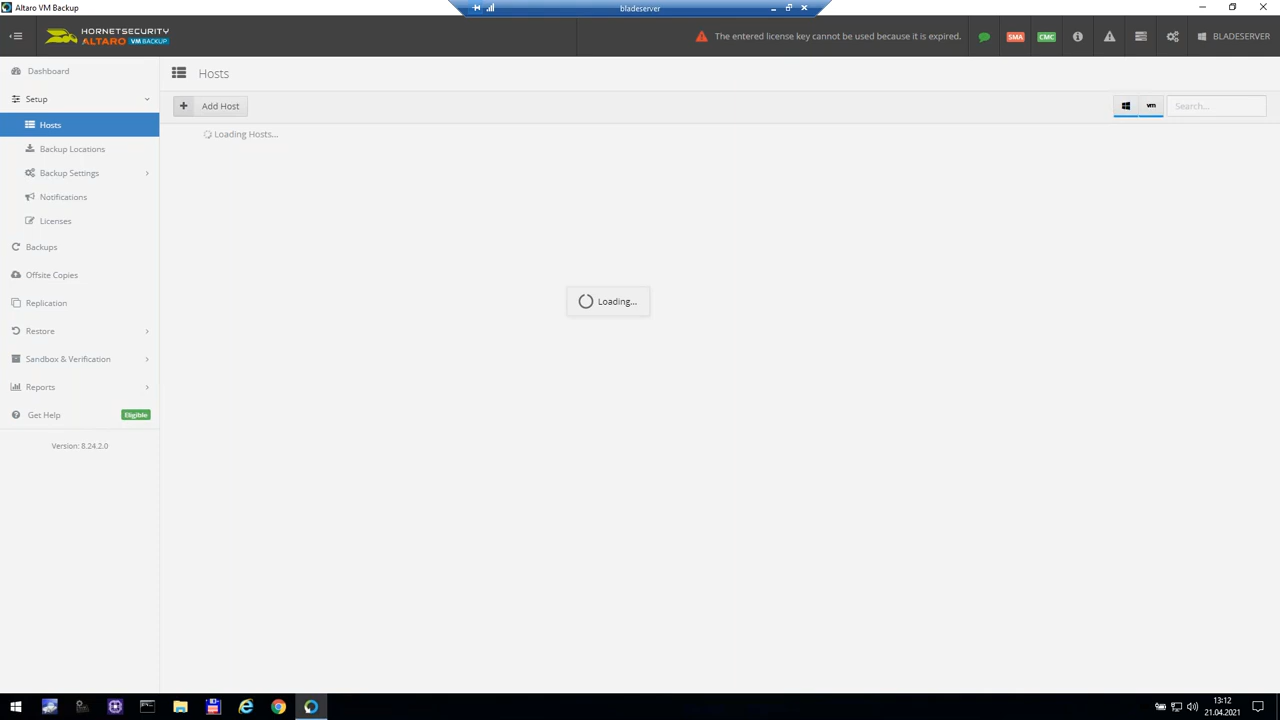 Altaro VM Backup
bladeserver
HORNETSECURITY
ALTARO VM BACKUP
The entered license key cannot be used because it is expired.
SMA
CMC
BLADESERVER
Dashboard
Hosts
Setup
Add Host
vm
Search...
Hosts
Loading Hosts...
Backup Locations
Backup Settings
Notifications
Licenses
Backups
Offsite Copies
Replication
Loading...
Restore
Sandbox & Verification
Reports
Get Help
Eligible
Version: 8.24.2.0
13:12
21.04.2021